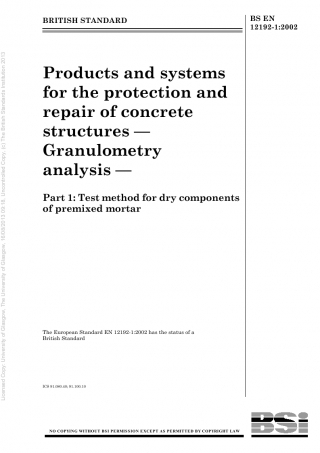 BRITISH STANDARD
BS EN
12192-1:2002
Products and systems
for the protection and
repair of concrete
structures —
Granulometry
analysis —
Part 1: Test method for dry components
of premixed mortar
The European Standard EN 12192-1:2002 has the status of a
British Standard
NO COPYING WITHOUT BSI PERMISSION EXCEPT AS PERMITTED BY COPYRIGHT LAW
BSi